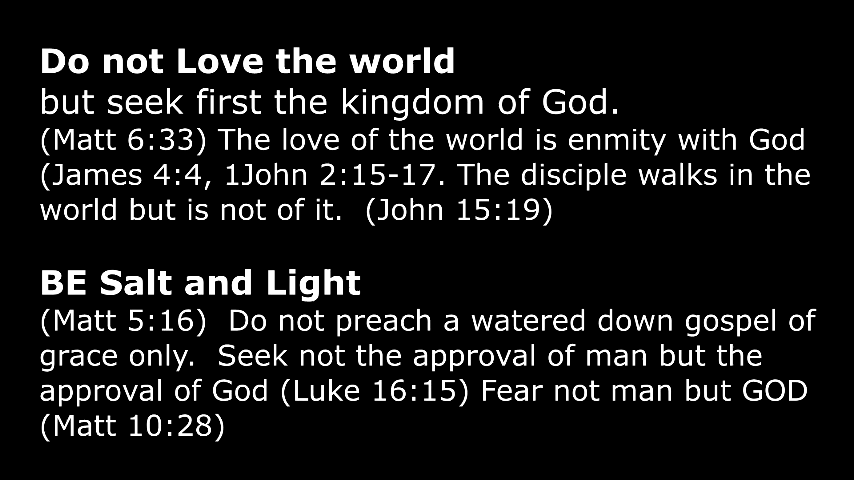 Do not Love the world
but seek first the kingdom of God.
(Matt 6:33) The love of the world is enmity with God
(James 4:4, 1John 2:15-17. The disciple walks in the
world but is not of it.  (John 15:19)
BE Salt and Light
(Matt 5:16)  Do not preach a watered down gospel of
grace only.  Seek not the approval of man but the
approval of God (Luke 16:15) Fear not man but GOD
(Matt 10:28)